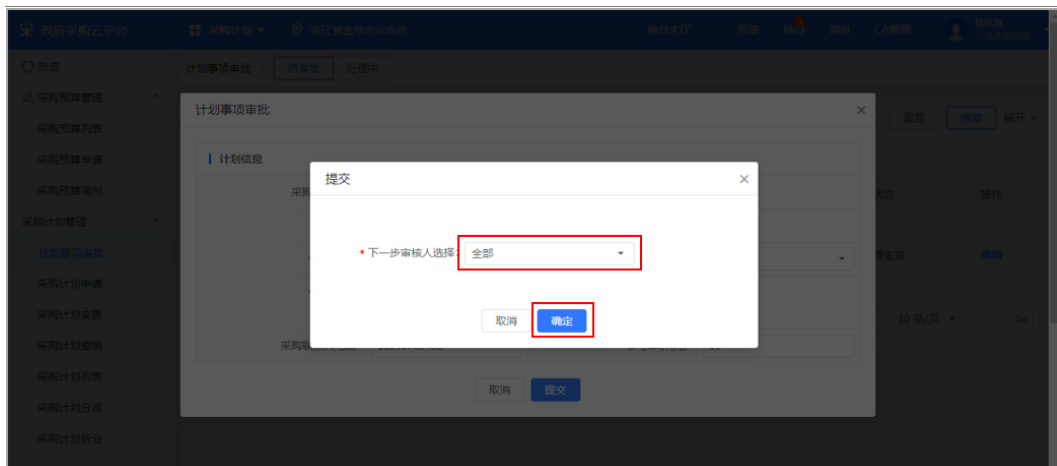 政府采购云平台
采购计划
浙江省金华市义乌市
前台大厅
预警
待办
消息
CA管理
总览
计划事项审批
待审批
处理中
采购预算管理
采购预算列表
采购预算申请
采购预算调剂
采购计划管理
计划事项审批
采购计划申请
采购计划变更
采购计划撤销
采购计划列表
采购计划分派
采购计划拆分
重置
搜索
展开
状态
操作
待生效
编辑
10 条/页
Go
计划事项审批
计划信息
提交
* 下一步审核人选择:
全部
取消
确定
取消
提交